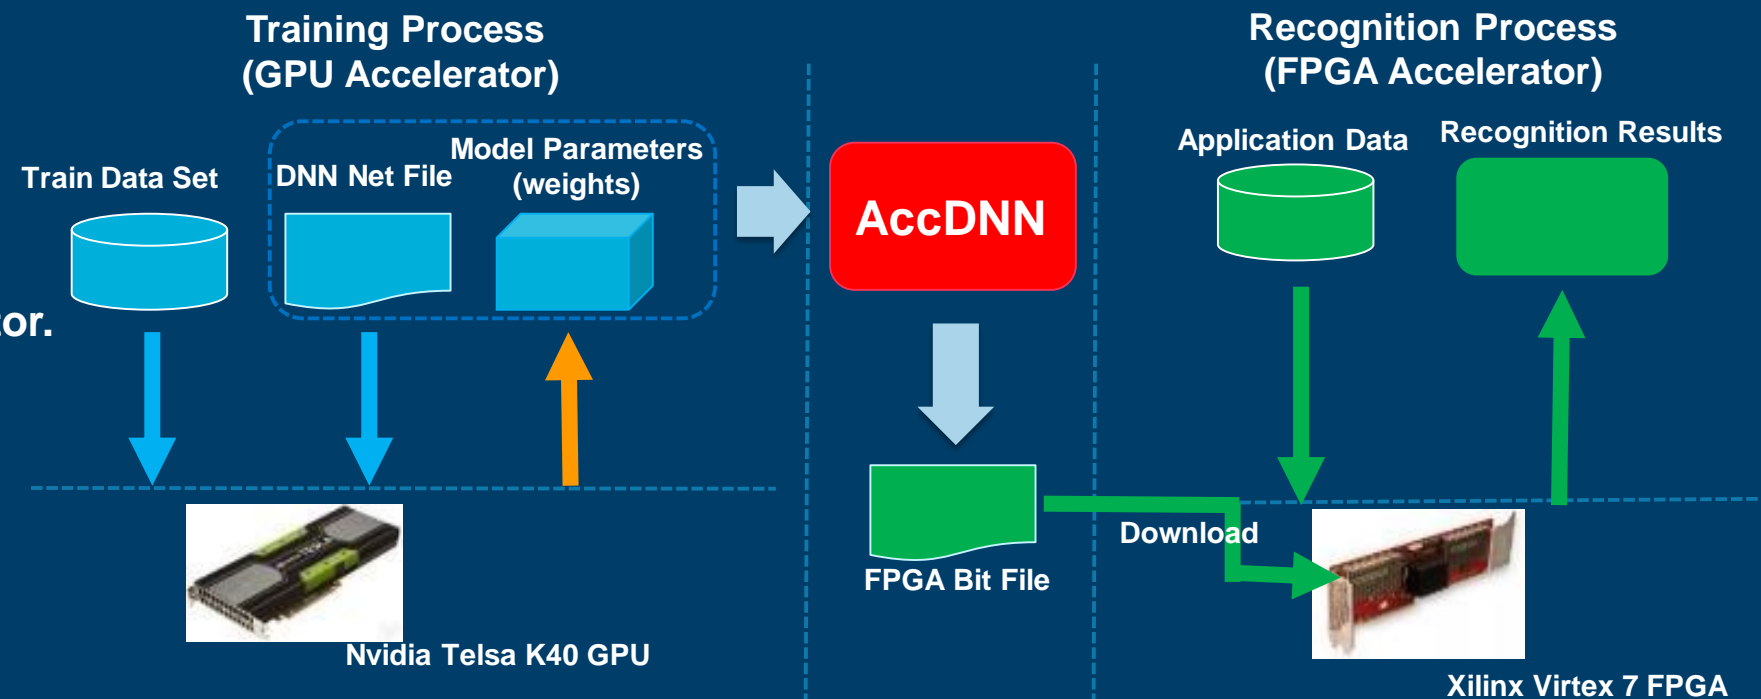 Training Process
(GPU Accelerator)
Train Data Set
DNN Net File
Model Parameters
(weights)
tor.
Nvidia Telsa K40 GPU
AccDNN
FPGA Bit File
Recognition Process
(FPGA Accelerator)
Application Data
Recognition Results
Download
Xilinx Virtex 7 FPGA